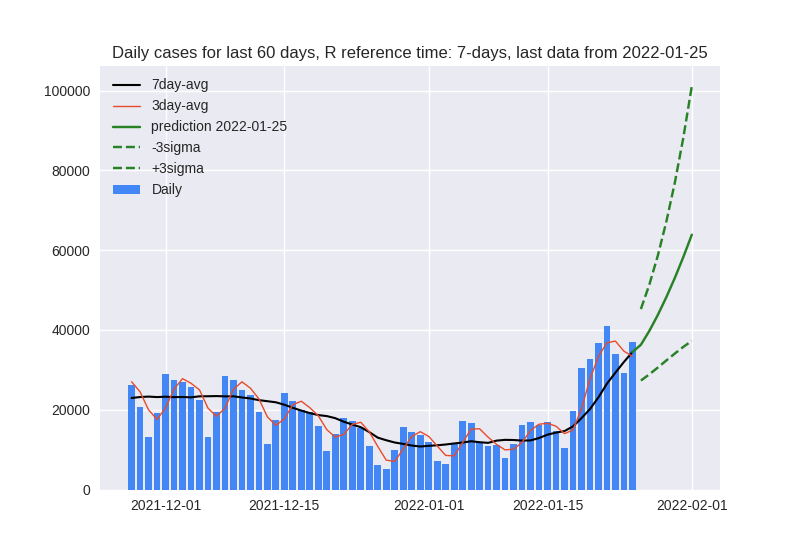 Daily cases for last 60 days, R reference time: 7-days, last data from 2022-01-25
7day-avg
3day-avg
prediction 2022-01-25
-3sigma
+3sigma
Daily
100000
80000
60000
40000
20000
0
2021-12-01 2021-12-15 2022-01-01 2022-01-15 2022-02-01